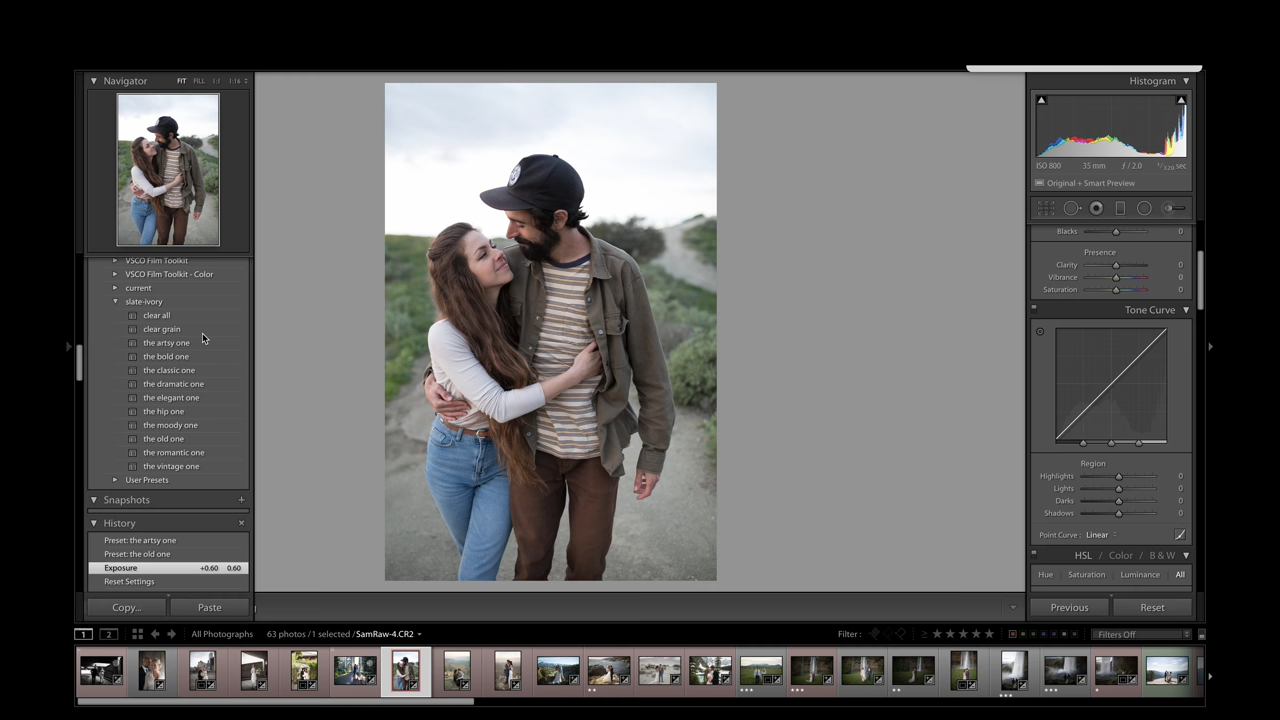 Navigator FIT FILL 1:1 1:16
VSCO Film Toolkit
VSCO Film Toolkit - Color
current
slate-ivory
clear all
clear grain
the artsy one
the bold one
the classic one
the dramatic one
the elegant one
the hip one
the moody one
the old one
the romantic one
the vintage one
User Presets
Snapshots +
History ×
Preset: the artsy one
Preset: the old one
Exposure +0.60 0.60
Reset Settings
Copy... Paste
Histogram
ISO 800 35 mm ƒ / 2.0 1/320 sec
Original + Smart Preview
Blacks 0
Presence
Clarity 0
Vibrance 0
Saturation 0
Tone Curve
Region
Highlights 0
Lights 0
Darks 0
Shadows 0
Point Curve : Linear
HSL / Color / B & W
Hue Saturation Luminance All
Previous Reset
1 2 All Photographs 63 photos / 1 selected / SamRaw-4.CR2 Filter : Filters Off